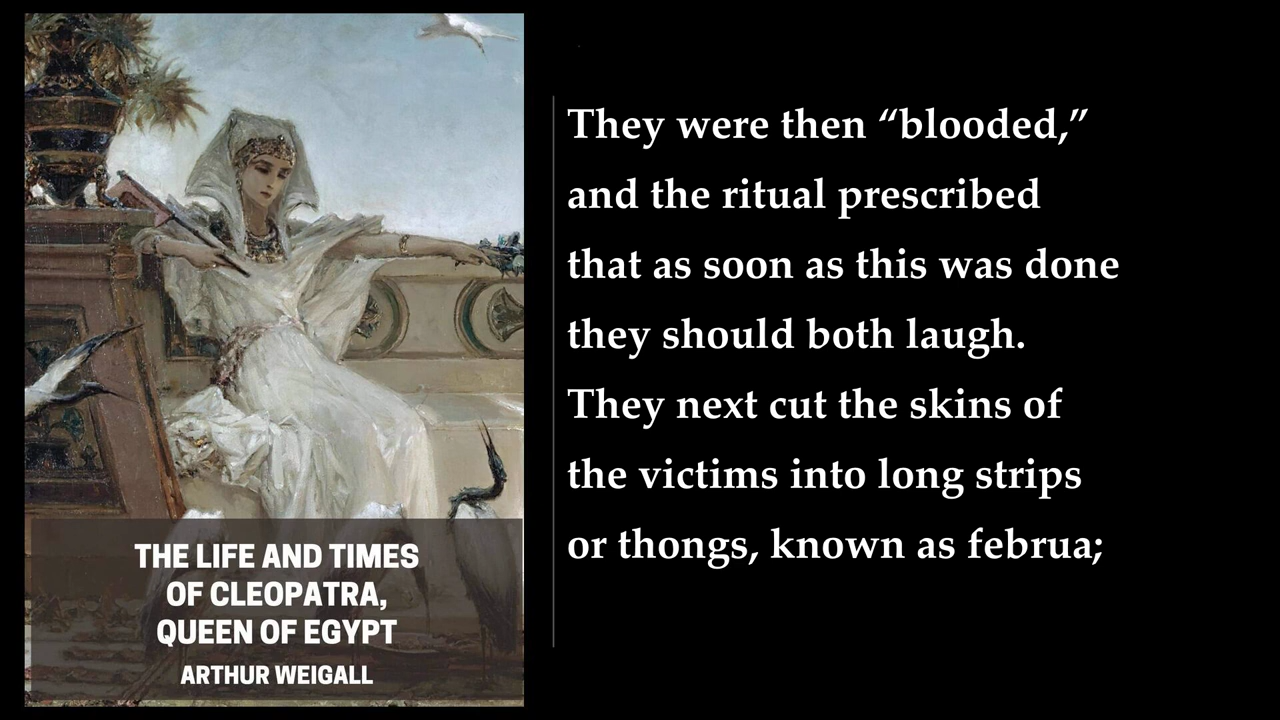 They were then “blooded,”
and the ritual prescribed
that as soon as this was done
they should both laugh.
They next cut the skins of
the victims into long strips
or thongs, known as februa;
THE LIFE AND TIMES
OF CLEOPATRA,
QUEEN OF EGYPT
ARTHUR WEIGALL